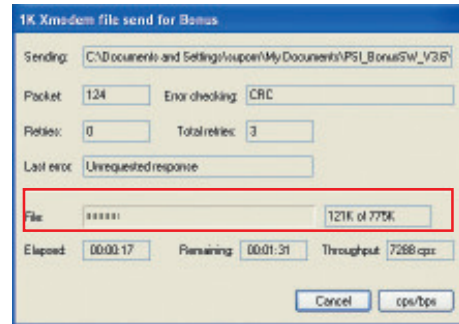 1K Xmodem file send for Bonus
Sending: C:\Documents and Settings\supom\My Documents\PSI_BonusSW_V3.6\
Packet: 124 Error checking: CRC
Retries: 0 Total retries: 3
Last error: Unrequested response
File: 121K of 775K
Elapsed: 00:00:17 Remaining: 00:01:31 Throughput: 7288 cps
Cancel cps/bps